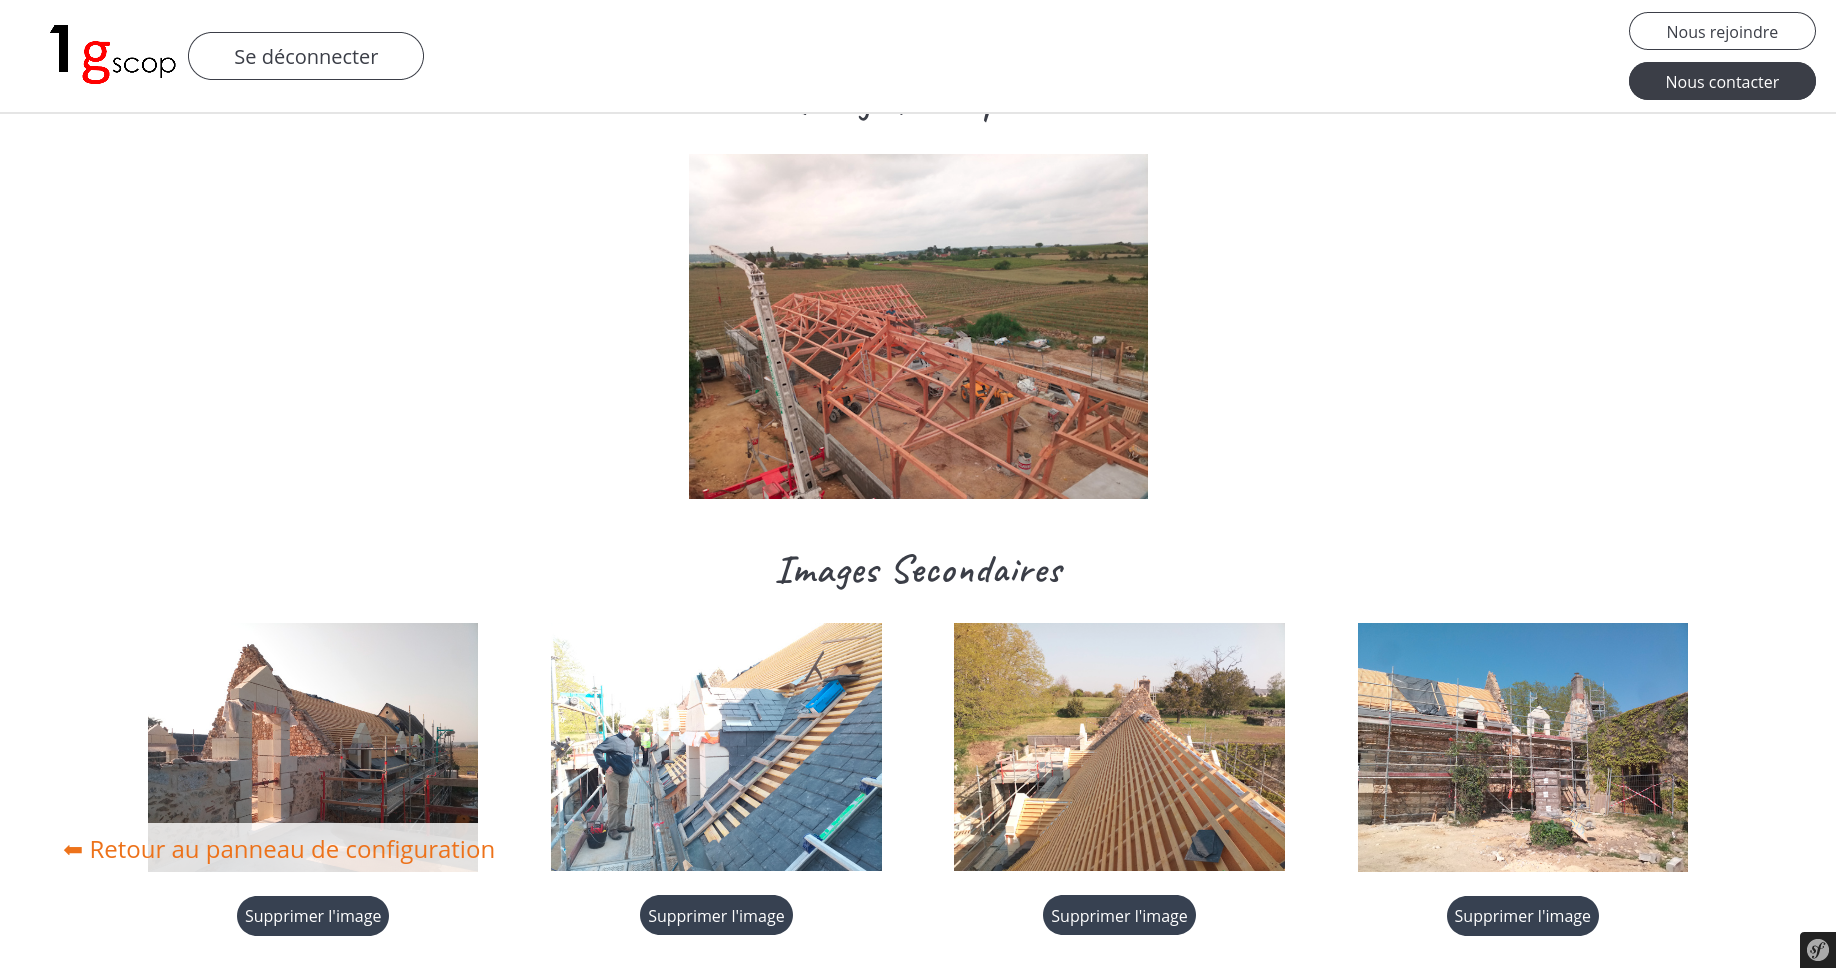 1gscop
Se déconnecter
Nous rejoindre
Nous contacter
Images Secondaires
⬅ Retour au panneau de configuration
Supprimer l'image
Supprimer l'image
Supprimer l'image
Supprimer l'image
sf